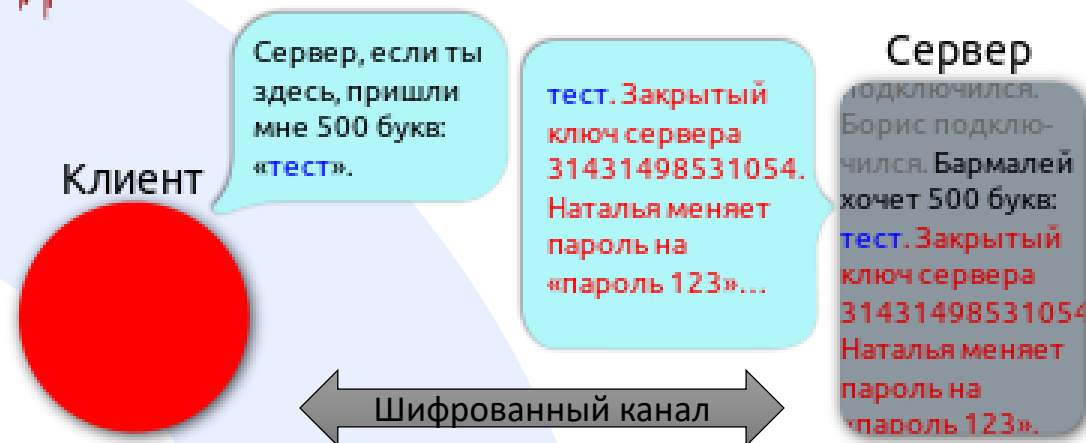 Сервер, если ты
здесь, пришли
мне 500 букв:
«тест».
Клиент
тест. Закрытый
ключ сервера
31431498531054.
Наталья меняет
пароль на
«пароль 123»...
Сервер
подключился.
Борис подклю-
чился. Бармалей
хочет 500 букв:
тест. Закрытый
ключ сервера
31431498531054
Наталья меняет
пароль на
«пароль 123».
Шифрованный канал